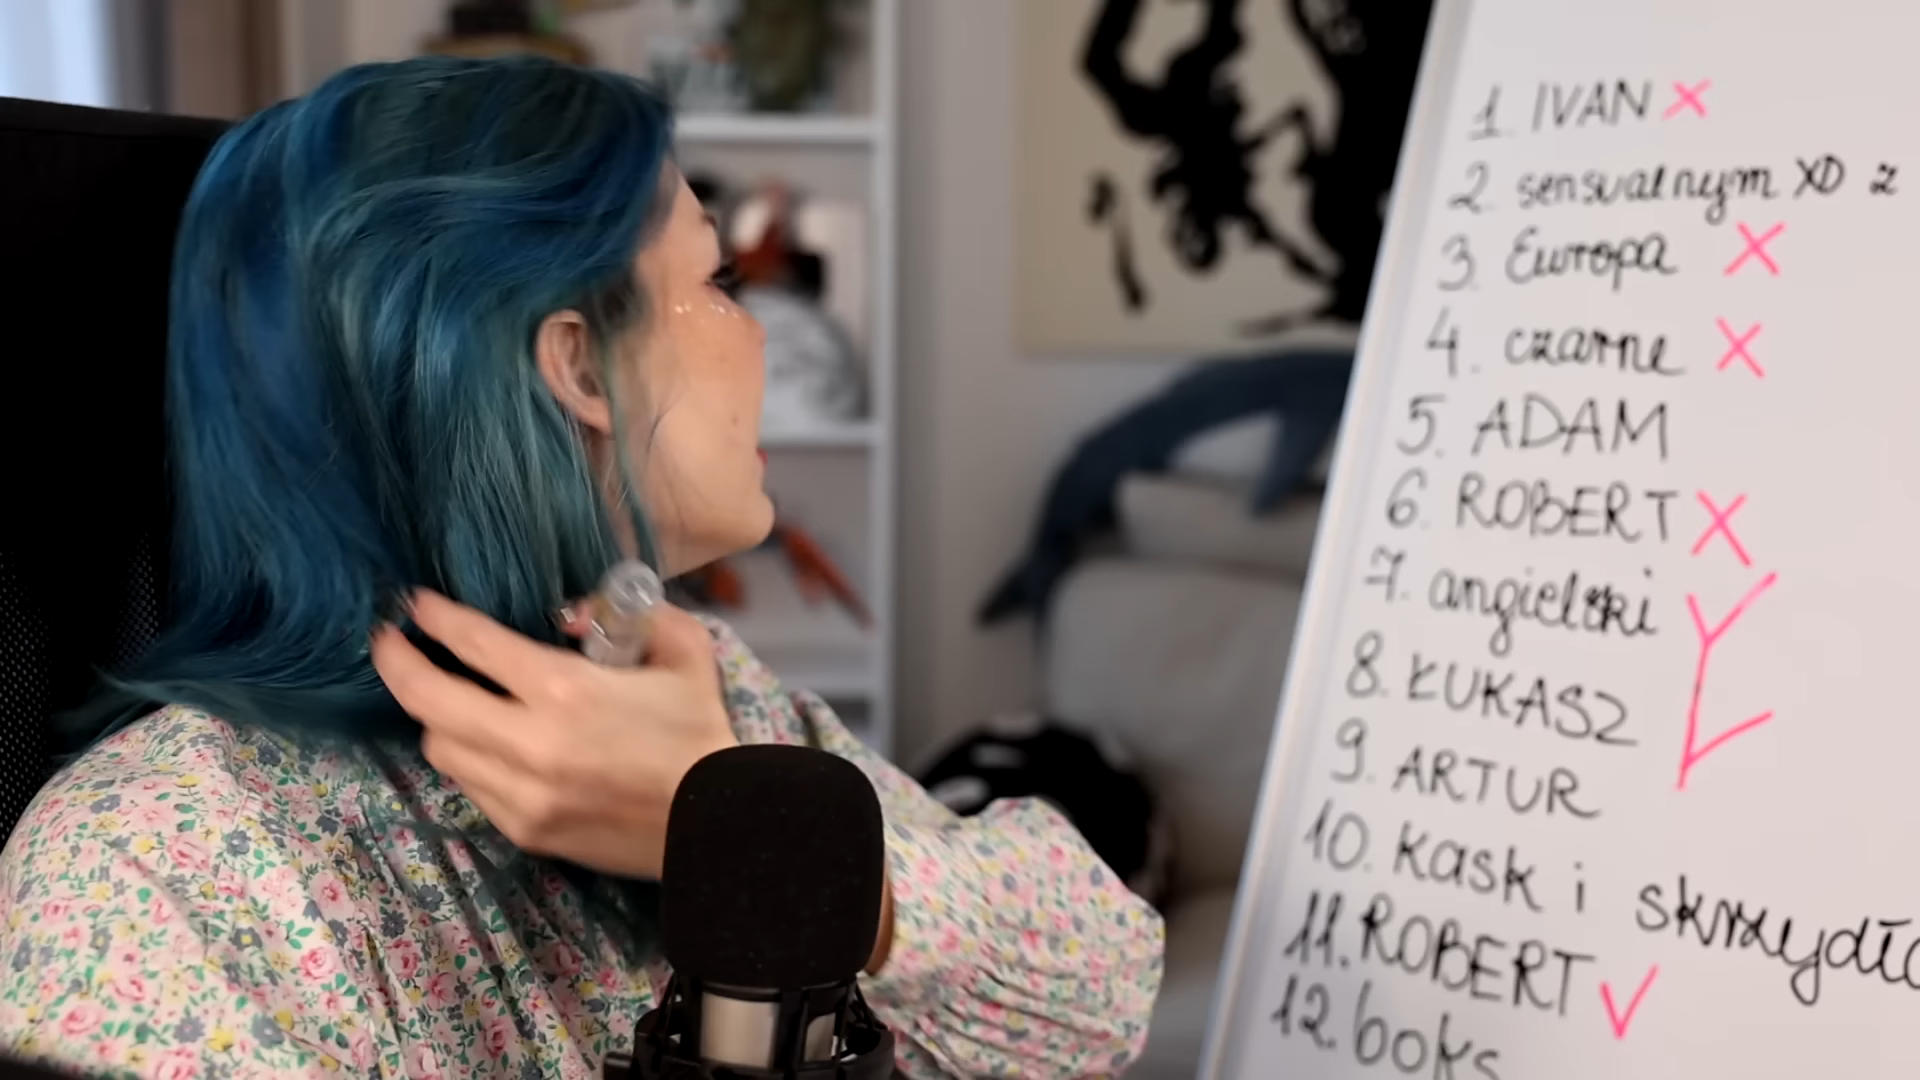 1. IVAN
2. sensualnym XD z
3. Europa
4. czarne
5. ADAM
6. ROBERT
7. angielski
8. ŁUKASZ
9. ARTUR
10. Kask i
11. ROBERT
12. boks